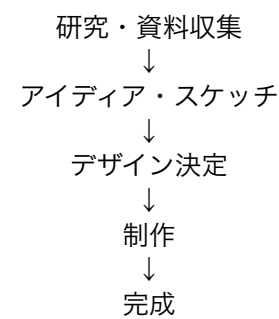 研究・資料収集
↓
アイディア・スケッチ
↓
デザイン決定
↓
制作
↓
完成